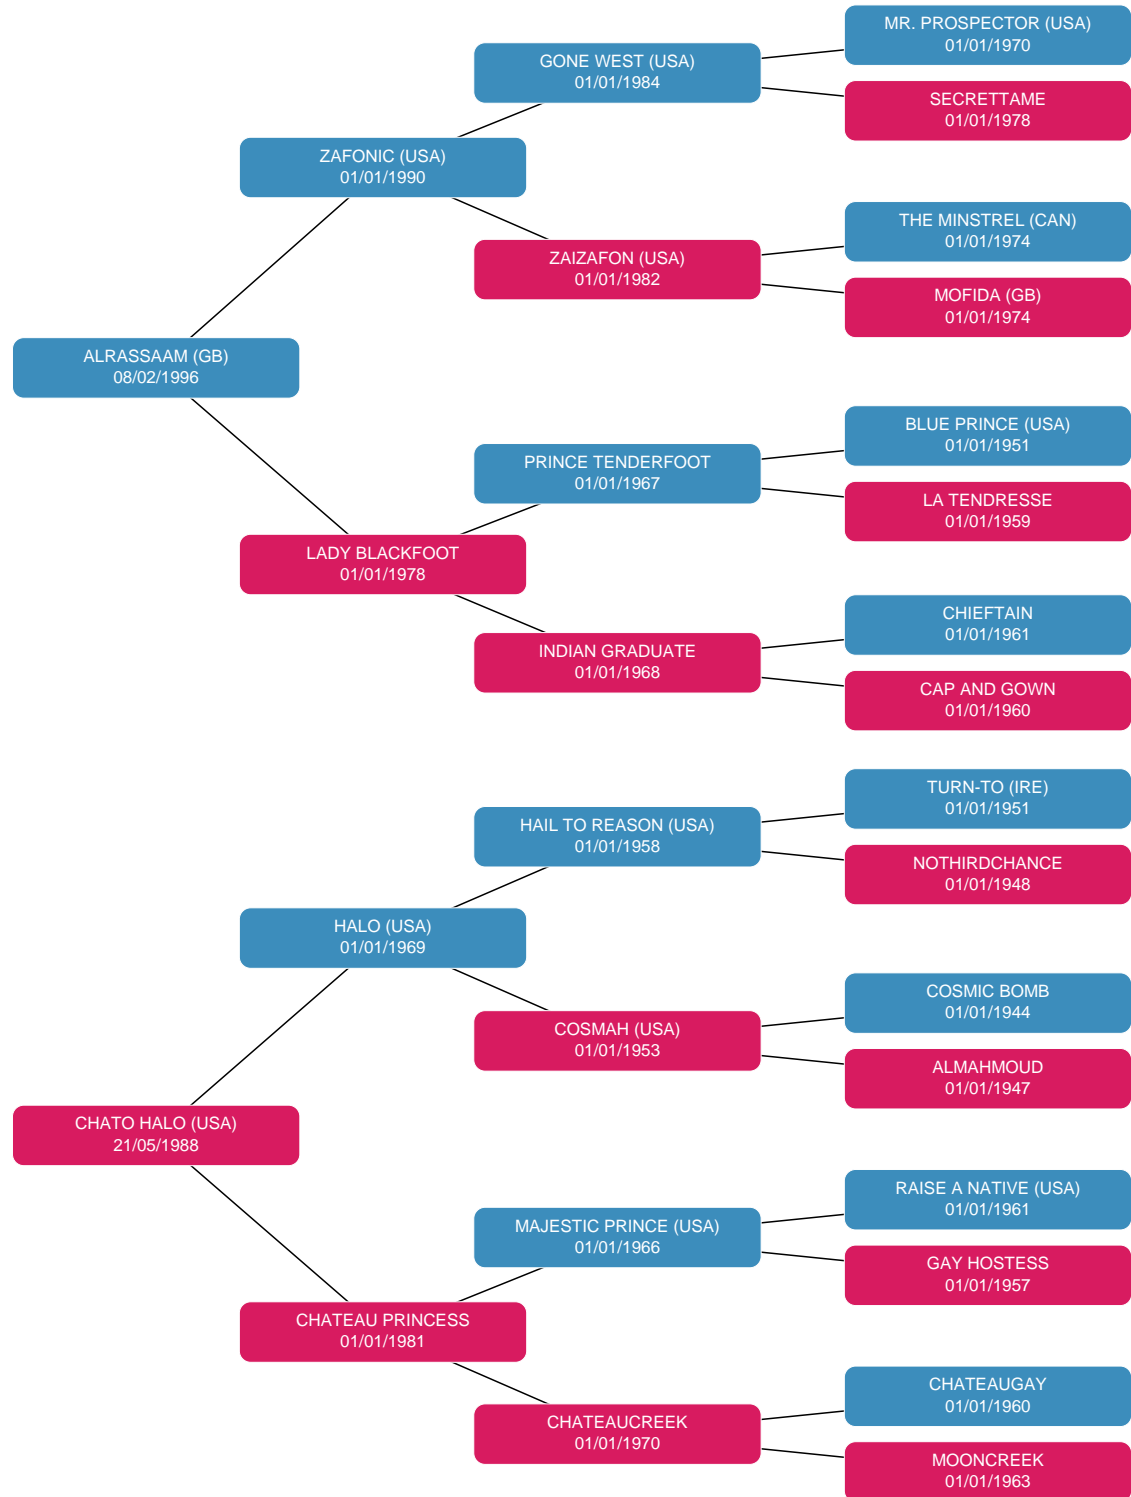 MR. PROSPECTOR (USA)
01/01/1970
GONE WEST (USA)
01/01/1984
SECRETTAME
01/01/1978
ZAFONIC (USA)
01/01/1990
THE MINSTREL (CAN)
01/01/1974
ZAIZAFON (USA)
01/01/1982
MOFIDA (GB)
01/01/1974
ALRASSAAM (GB)
08/02/1996
BLUE PRINCE (USA)
01/01/1951
PRINCE TENDERFOOT
01/01/1967
LA TENDRESSE
01/01/1959
LADY BLACKFOOT
01/01/1978
CHIEFTAIN
01/01/1961
INDIAN GRADUATE
01/01/1968
CAP AND GOWN
01/01/1960
TURN-TO (IRE)
01/01/1951
HAIL TO REASON (USA)
01/01/1958
NOTHIRDCHANCE
01/01/1948
HALO (USA)
01/01/1969
COSMIC BOMB
01/01/1944
COSMAH (USA)
01/01/1953
ALMAHMOUD
01/01/1947
CHATO HALO (USA)
21/05/1988
RAISE A NATIVE (USA)
01/01/1961
MAJESTIC PRINCE (USA)
01/01/1966
GAY HOSTESS
01/01/1957
CHATEAU PRINCESS
01/01/1981
CHATEAUGAY
01/01/1960
CHATEAUCREEK
01/01/1970
MOONCREEK
01/01/1963